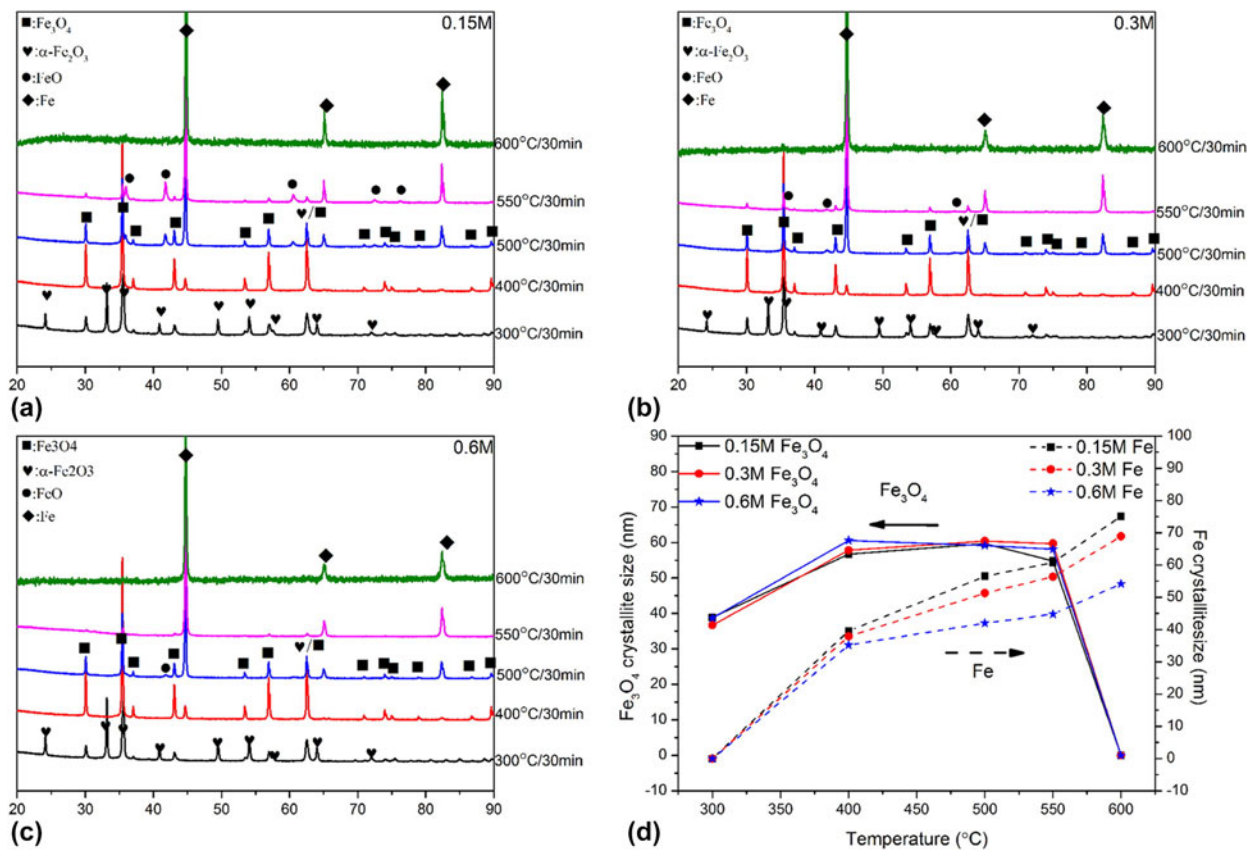 0.15M
■:Fe₃O₄
♥:α-Fe₂O₃
●:FeO
◆:Fe
600°C/30min
550°C/30min
500°C/30min
400°C/30min
300°C/30min
20 30 40 50 60 70 80 90
(a)
0.3M
■:Fe₃O₄
♥:α-Fe₂O₃
●:FeO
◆:Fe
600°C/30min
550°C/30min
500°C/30min
400°C/30min
300°C/30min
20 30 40 50 60 70 80 90
(b)
0.6M
■:Fe3O4
♥:α-Fe2O3
●:FeO
◆:Fe
600°C/30min
550°C/30min
500°C/30min
400°C/30min
300°C/30min
20 30 40 50 60 70 80 90
(c)
Fe₃O₄ crystallite size (nm)
90
80
70
60
50
40
30
20
10
0
-10
0.15M Fe₃O₄
0.3M Fe₃O₄
0.6M Fe₃O₄
Fe₃O₄
0.15M Fe
0.3M Fe
0.6M Fe
Fe
100
90
80
70
60
50
40
30
20
10
0
-10
Fe crystallitesize (nm)
300 350 400 450 500 550 600
Temperature (°C)
(d)